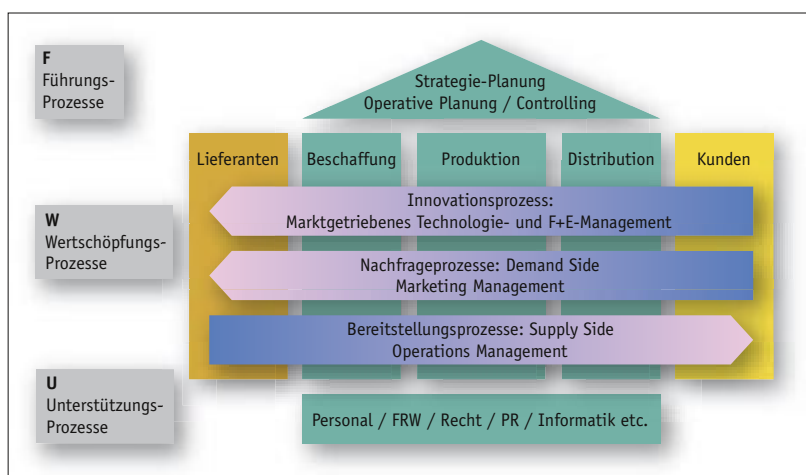 F
Führungs-
Prozesse
Strategie-Planung
Operative Planung / Controlling
Lieferanten
Beschaffung
Produktion
Distribution
Kunden
W
Wertschöpfungs-
Prozesse
Innovationsprozess:
Marktgetriebenes Technologie- und F+E-Management
Nachfrageprozesse: Demand Side
Marketing Management
Bereitstellungsprozesse: Supply Side
Operations Management
U
Unterstützungs-
Prozesse
Personal / FRW / Recht / PR / Informatik etc.